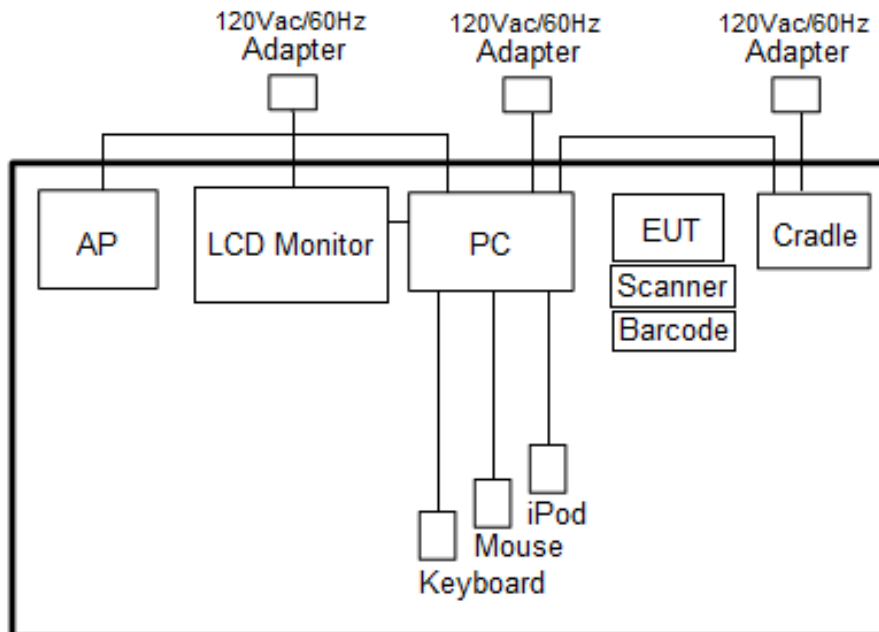 120Vac/60Hz
Adapter
120Vac/60Hz
Adapter
120Vac/60Hz
Adapter
AP
LCD Monitor
PC
EUT
Scanner
Barcode
Cradle
iPod
Mouse
Keyboard